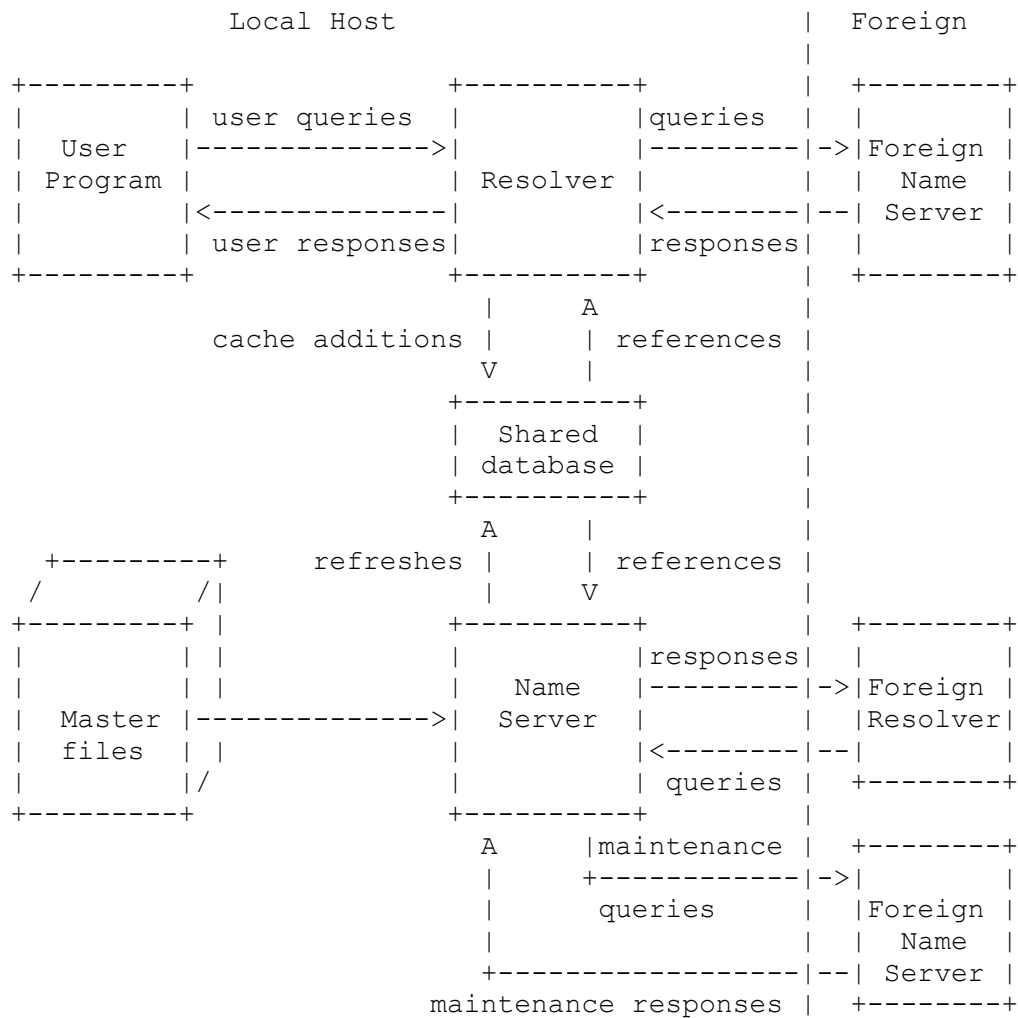 Local Host | Foreign
|
+---------+ +----------+ | +--------+
| | user queries | |queries | | |
| User |-------------->| |---------|->|Foreign |
| Program | | Resolver | | | Name |
| |<--------------| |<--------|--| Server |
| | user responses| |responses| | |
+---------+ +----------+ | +--------+
| A |
cache additions | | references |
V | |
+----------+ |
| Shared | |
| database | |
+----------+ |
A | |
+---------+ refreshes | | references |
/ /| | V |
+---------+ | +----------+ | +--------+
| | | | |responses| | |
| | | | Name |---------|->|Foreign |
| Master |-------------->| Server | | |Resolver|
| files | | | |<--------|--| |
| |/ | | queries | +--------+
+---------+ +----------+ |
A |maintenance | +--------+
| +------------|->| |
| queries | |Foreign |
| | | Name |
+------------------|--| Server |
maintenance responses | +--------+